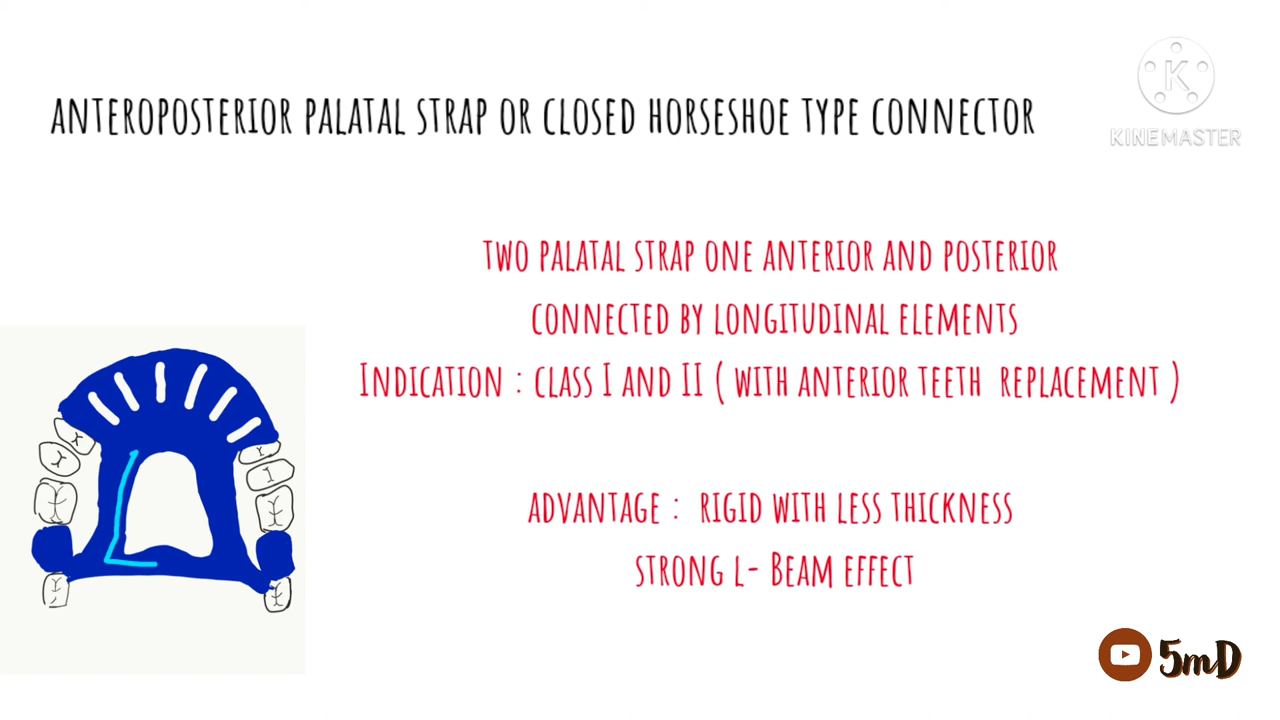 ANTEROPOSTERIOR PALATAL STRAP OR CLOSED HORSESHOE TYPE CONNECTOR
K
KINEMASTER
TWO PALATAL STRAP ONE ANTERIOR AND POSTERIOR
CONNECTED BY LONGITUDINAL ELEMENTS
INDICATION : CLASS I AND II ( WITH ANTERIOR TEETH REPLACEMENT )
ADVANTAGE : RIGID WITH LESS THICKNESS
STRONG L- BEAM EFFECT
5mD